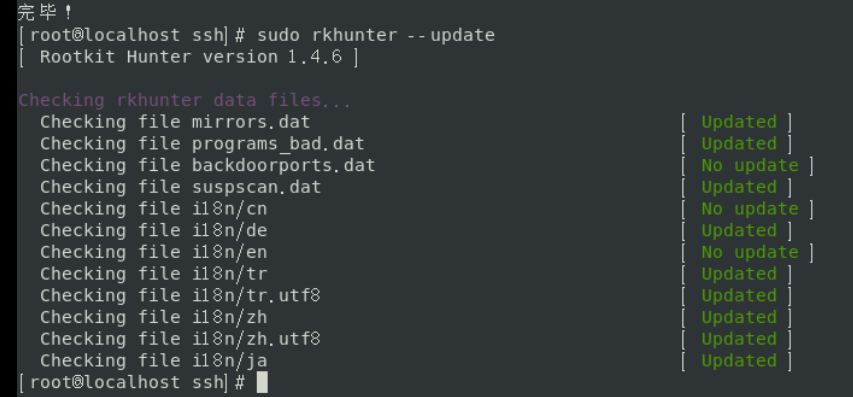 完毕！
[root@localhost ssh]# sudo rkhunter --update
[ Rootkit Hunter version 1.4.6 ]
Checking rkhunter data files...
Checking file mirrors.dat [ Updated ]
Checking file programs_bad.dat [ Updated ]
Checking file backdoorports.dat [ No update ]
Checking file suspscan.dat [ Updated ]
Checking file i18n/cn [ No update ]
Checking file i18n/de [ Updated ]
Checking file i18n/en [ No update ]
Checking file i18n/tr [ Updated ]
Checking file i18n/tr.utf8 [ Updated ]
Checking file i18n/zh [ Updated ]
Checking file i18n/zh.utf8 [ Updated ]
Checking file i18n/ja [ Updated ]
[root@localhost ssh]#